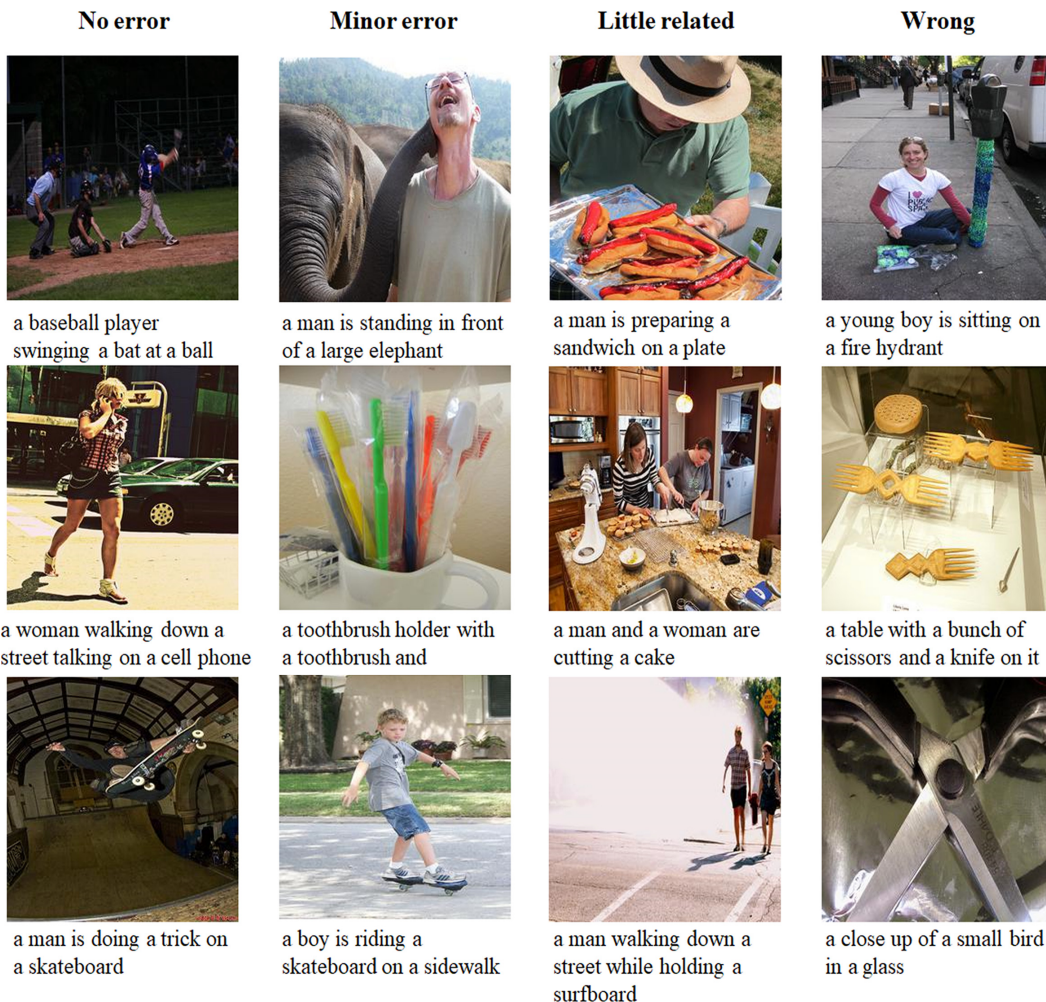 No error
Minor error
Little related
Wrong
I ♥
PUBLIC
SPACE
a baseball player
swinging a bat at a ball
a man is standing in front
of a large elephant
a man is preparing a
sandwich on a plate
a young boy is sitting on
a fire hydrant
a woman walking down a
street talking on a cell phone
a toothbrush holder with
a toothbrush and
a man and a woman are
cutting a cake
a table with a bunch of
scissors and a knife on it
a man is doing a trick on
a skateboard
a boy is riding a
skateboard on a sidewalk
a man walking down a
street while holding a
surfboard
a close up of a small bird
in a glass